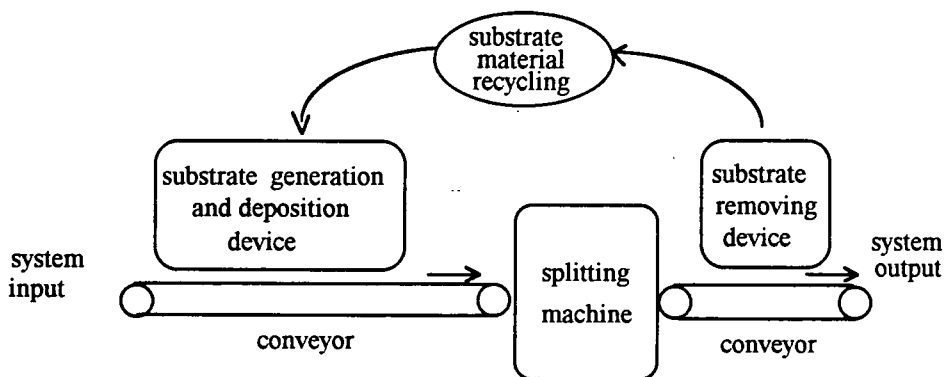 substrate
material
recycling
substrate generation
and deposition
device
substrate
removing
device
system
input
splitting
machine
system
output
conveyor
conveyor